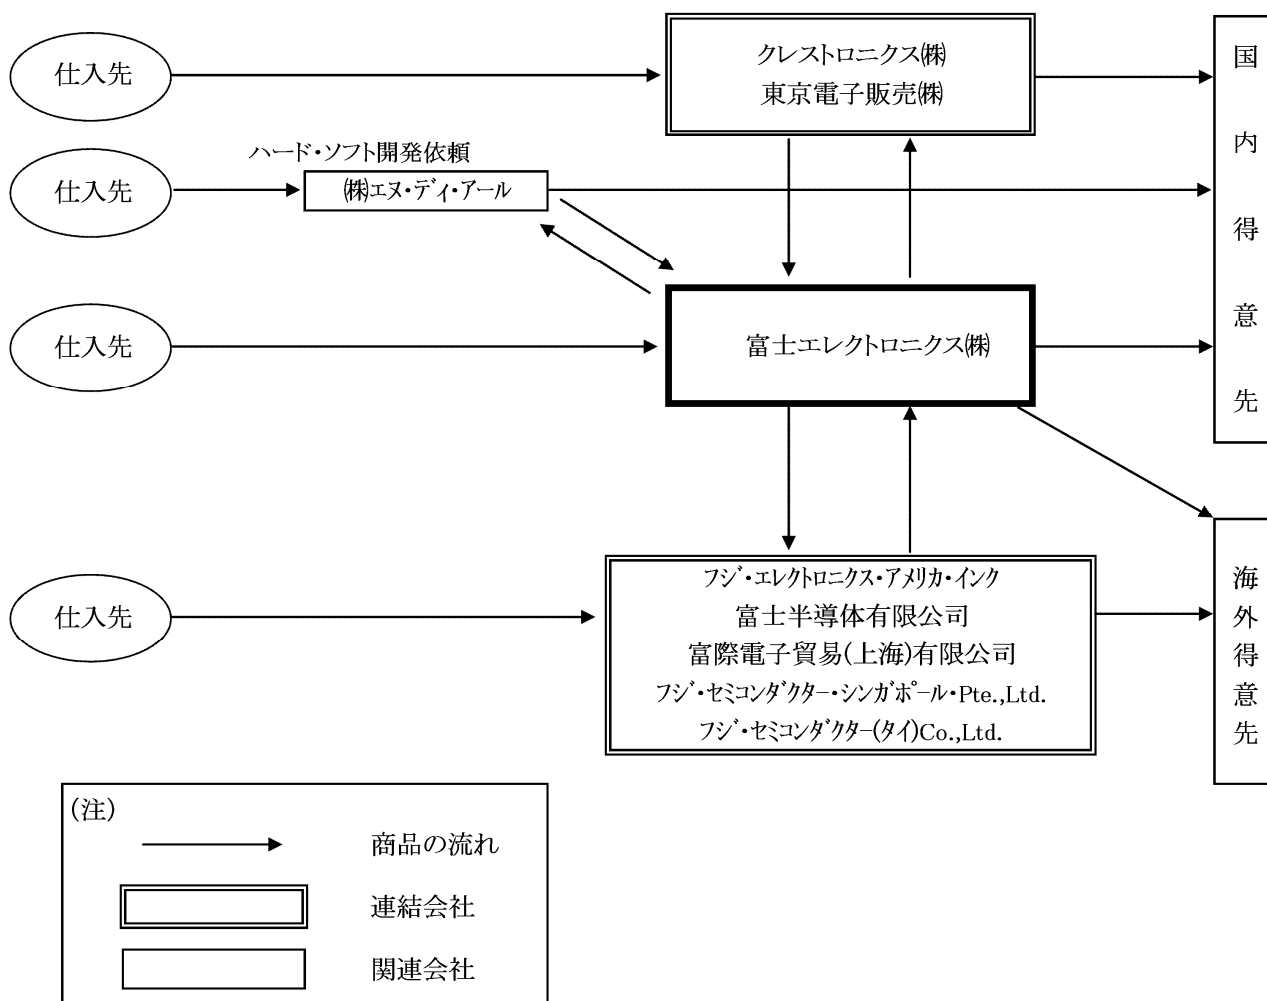 仕入先
クレストロニクス㈱
東京電子販売㈱
国内得意先
ハード・ソフト開発依頼
仕入先
㈱エヌ・ディ・アール
仕入先
富士エレクトロニクス㈱
仕入先
フジ・エレクトロニクス・アメリカ・インク
富士半導体有限公司
富際電子貿易(上海)有限公司
フジ・セミコンダクター・シンガポール・Pte.,Ltd.
フジ・セミコンダクター(タイ)Co.,Ltd.
海外得意先
(注)
商品の流れ
連結会社
関連会社